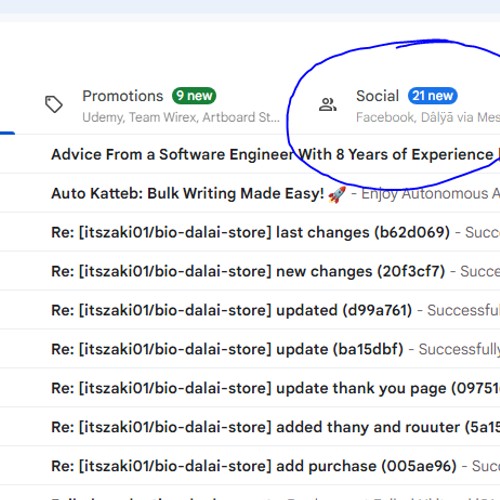 Promotions 9 new
Udemy, Team Wirex, Artboard St...
Social 21 new
Facebook, Dǎlÿā via Mes
Advice From a Software Engineer With 8 Years of Experience
Auto Katteb: Bulk Writing Made Easy! 🚀 - Enjoy Autonomous A
Re: [itszaki01/bio-dalai-store] last changes (b62d069) - Succ
Re: [itszaki01/bio-dalai-store] new changes (20f3cf7) - Succe
Re: [itszaki01/bio-dalai-store] updated (d99a761) - Successfu
Re: [itszaki01/bio-dalai-store] update (ba15dbf) - Successfully
Re: [itszaki01/bio-dalai-store] update thank you page (09751
Re: [itszaki01/bio-dalai-store] added thany and rouuter (5a15
Re: [itszaki01/bio-dalai-store] add purchase (005ae96) - Suc